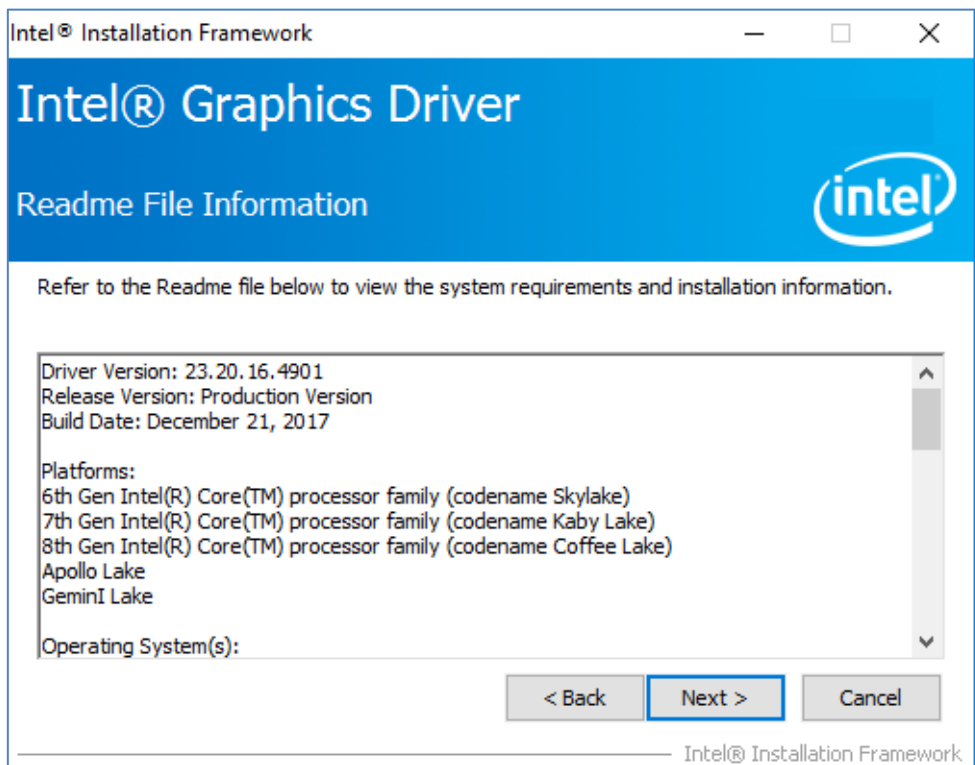 Intel® Installation Framework
Intel® Graphics Driver
Readme File Information
intel
Refer to the Readme file below to view the system requirements and installation information.
Driver Version: 23.20.16.4901
Release Version: Production Version
Build Date: December 21, 2017
Platforms:
6th Gen Intel(R) Core(TM) processor family (codename Skylake)
7th Gen Intel(R) Core(TM) processor family (codename Kaby Lake)
8th Gen Intel(R) Core(TM) processor family (codename Coffee Lake)
Apollo Lake
GeminI Lake
Operating System(s):
< Back Next > Cancel
Intel® Installation Framework